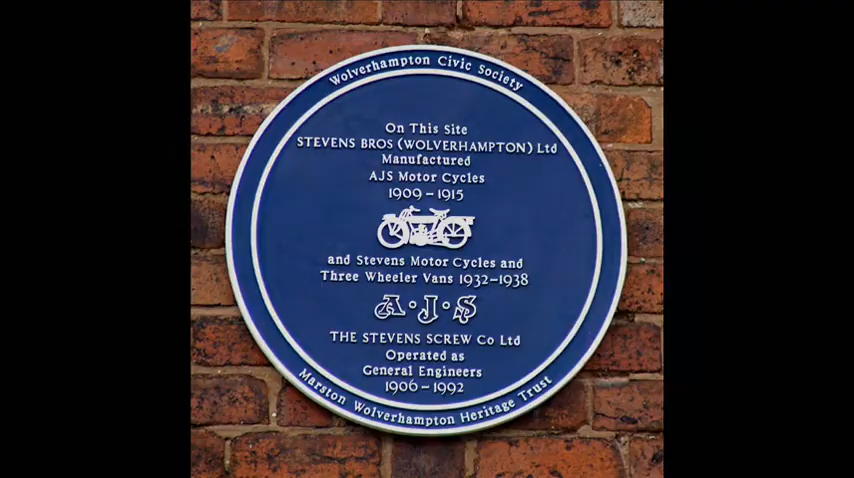 Wolverhampton Civic Society
On This Site
STEVENS BROS (WOLVERHAMPTON) Ltd
Manufactured
AJS Motor Cycles
1909 – 1915
and Stevens Motor Cycles and
Three Wheeler Vans 1932–1938
A·J·S
THE STEVENS SCREW Co Ltd
Operated as
General Engineers
1906 – 1992
Marston Wolverhampton Heritage Trust